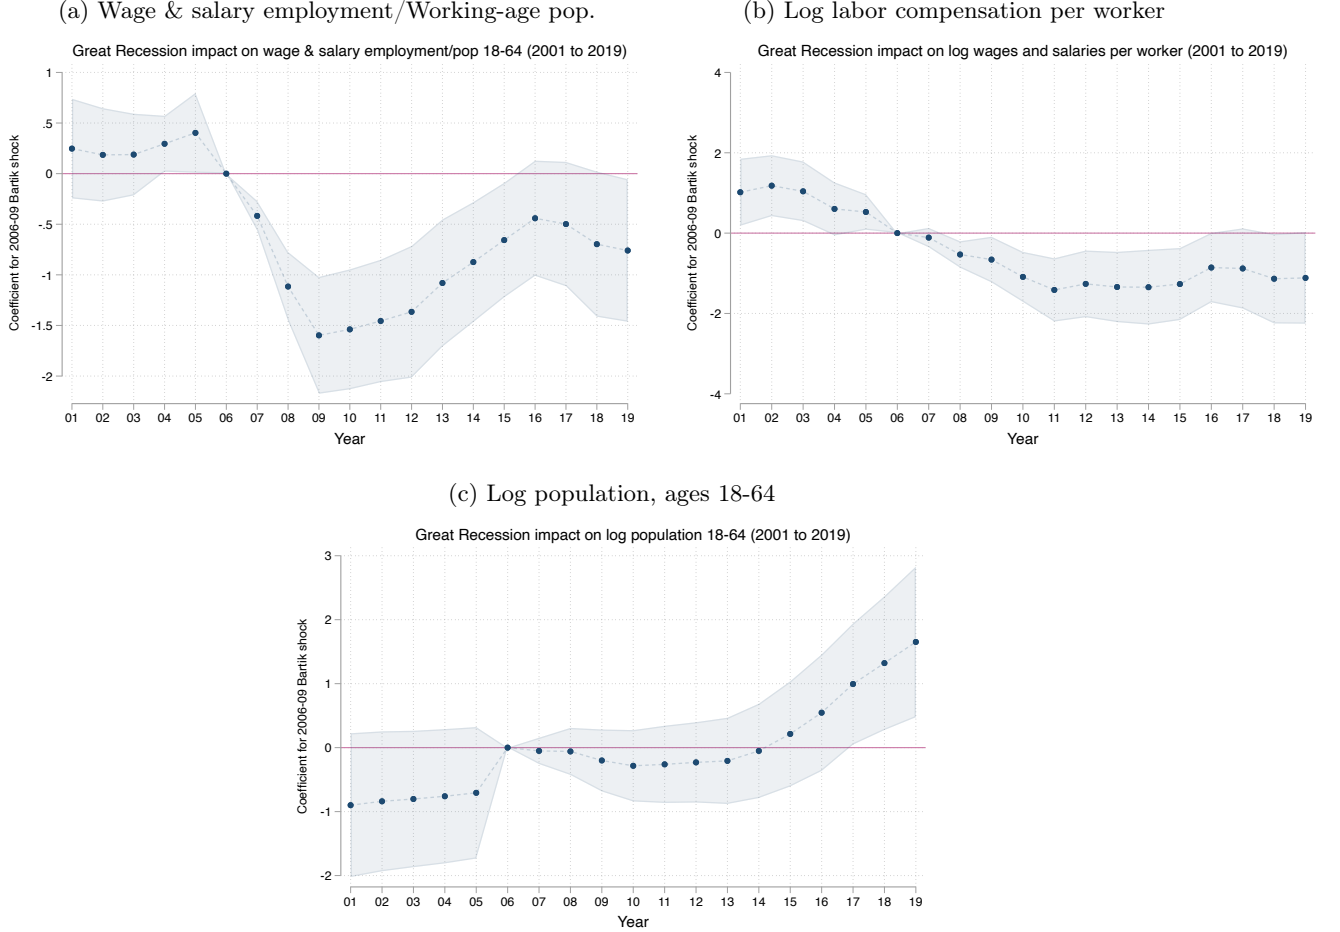 (a) Wage & salary employment/Working-age pop.
Great Recession impact on wage & salary employment/pop 18-64 (2001 to 2019)
Coefficient for 2006-09 Bartik shock
1
.5
0
-.5
-1
-1.5
-2
01 02 03 04 05 06 07 08 09 10 11 12 13 14 15 16 17 18 19
Year
(b) Log labor compensation per worker
Great Recession impact on log wages and salaries per worker (2001 to 2019)
Coefficient for 2006-09 Bartik shock
4
2
0
-2
-4
01 02 03 04 05 06 07 08 09 10 11 12 13 14 15 16 17 18 19
Year
(c) Log population, ages 18-64
Great Recession impact on log population 18-64 (2001 to 2019)
Coefficient for 2006-09 Bartik shock
3
2
1
0
-1
-2
01 02 03 04 05 06 07 08 09 10 11 12 13 14 15 16 17 18 19
Year